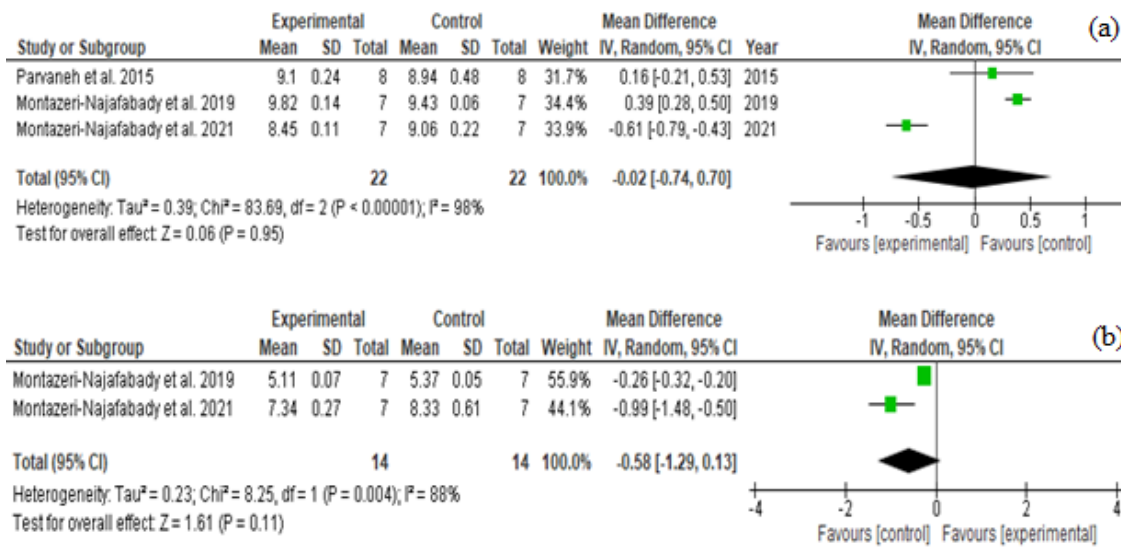 Experimental Control Mean Difference Mean Difference (a)
Study or Subgroup Mean SD Total Mean SD Total Weight IV, Random, 95% CI Year IV, Random, 95% CI
Parvaneh et al. 2015 9.1 0.24 8 8.94 0.48 8 31.7% 0.16 [-0.21, 0.53] 2015
Montazeri-Najafabady et al. 2019 9.82 0.14 7 9.43 0.06 7 34.4% 0.39 [0.28, 0.50] 2019
Montazeri-Najafabady et al. 2021 8.45 0.11 7 9.06 0.22 7 33.9% -0.61 [-0.79, -0.43] 2021
Total (95% CI) 22 22 100.0% -0.02 [-0.74, 0.70]
Heterogeneity: Tau² = 0.39; Chi² = 83.69, df = 2 (P < 0.00001); I² = 98%
Test for overall effect: Z = 0.06 (P = 0.95)
-1 -0.5 0 0.5 1
Favours [experimental] Favours [control]
Experimental Control Mean Difference Mean Difference
(b)
Study or Subgroup Mean SD Total Mean SD Total Weight IV, Random, 95% CI IV, Random, 95% CI
Montazeri-Najafabady et al. 2019 5.11 0.07 7 5.37 0.05 7 55.9% -0.26 [-0.32, -0.20]
Montazeri-Najafabady et al. 2021 7.34 0.27 7 8.33 0.61 7 44.1% -0.99 [-1.48, -0.50]
Total (95% CI) 14 14 100.0% -0.58 [-1.29, 0.13]
Heterogeneity: Tau² = 0.23; Chi² = 8.25, df = 1 (P = 0.004); I² = 88%
Test for overall effect: Z = 1.61 (P = 0.11)
-4 -2 0 2 4
Favours [control] Favours [experimental]